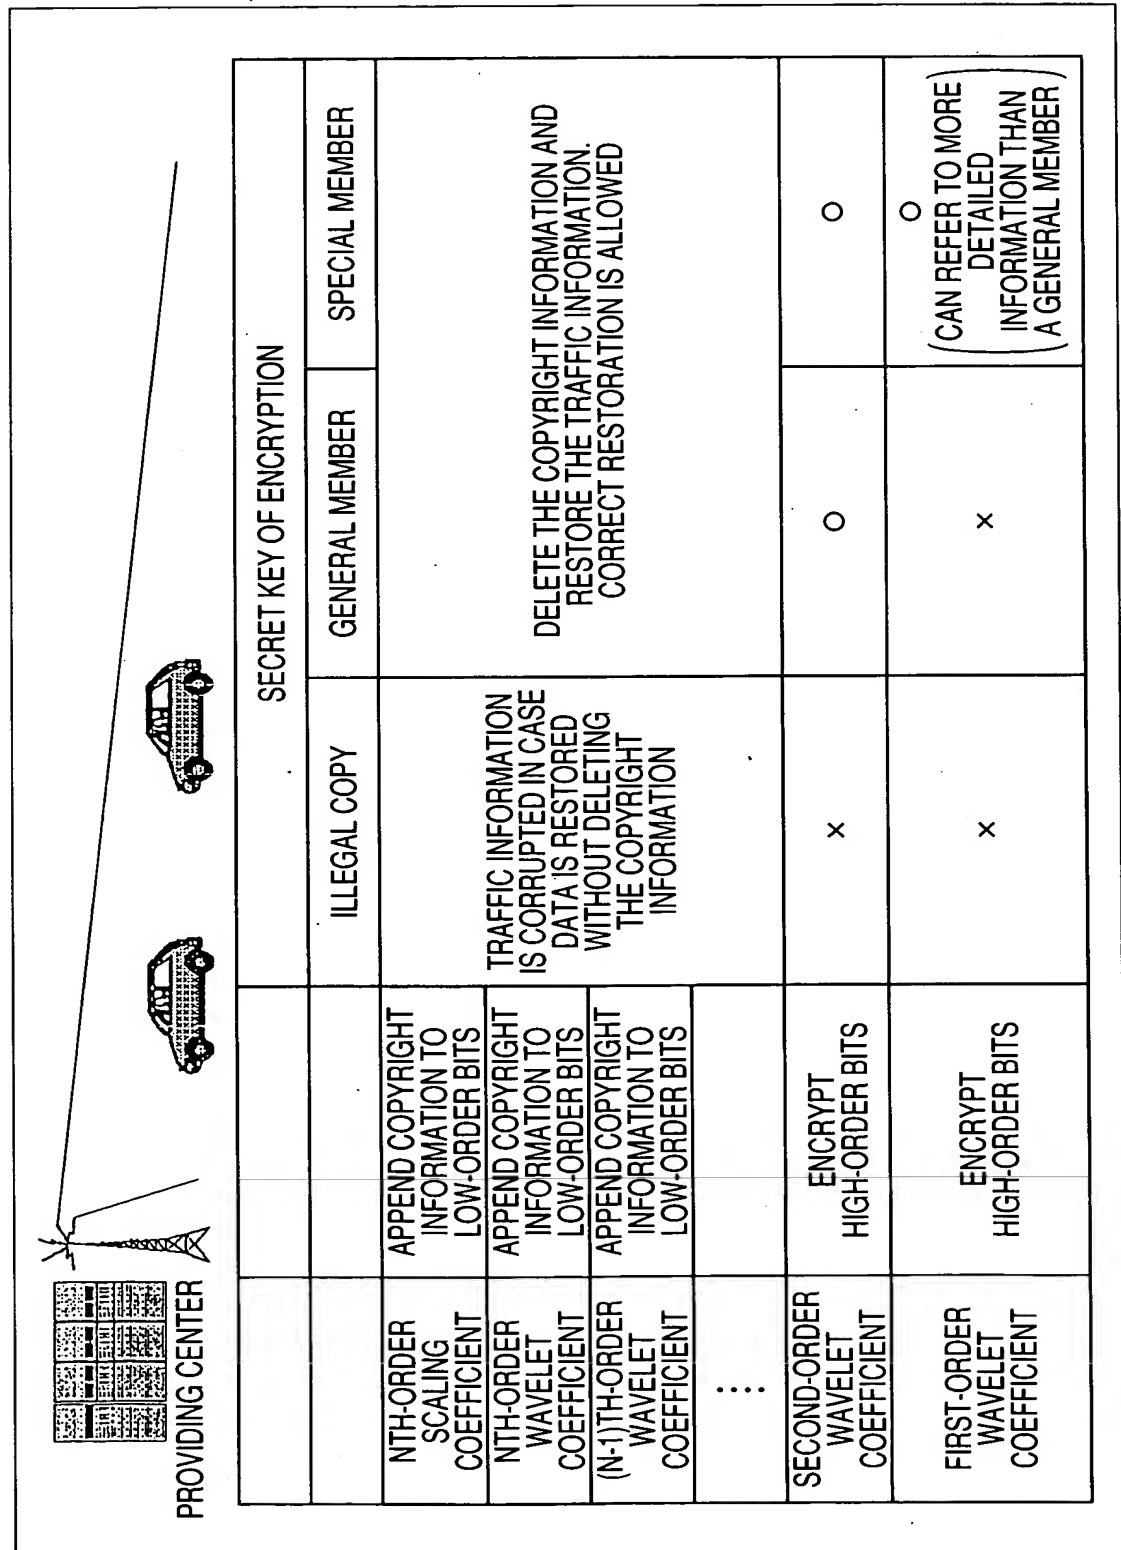 PROVIDING CENTER
SECRET KEY OF ENCRYPTION
ILLEGAL COPY
GENERAL MEMBER
SPECIAL MEMBER
NTH-ORDER
SCALING
COEFFICIENT
APPEND COPYRIGHT
INFORMATION TO
LOW-ORDER BITS
TRAFFIC INFORMATION
IS CORRUPTED IN CASE
DATA IS RESTORED
WITHOUT DELETING
THE COPYRIGHT
INFORMATION
DELETE THE COPYRIGHT INFORMATION AND
RESTORE THE TRAFFIC INFORMATION.
CORRECT RESTORATION IS ALLOWED
NTH-ORDER
WAVELET
COEFFICIENT
APPEND COPYRIGHT
INFORMATION TO
LOW-ORDER BITS
(N-1)TH-ORDER
WAVELET
COEFFICIENT
APPEND COPYRIGHT
INFORMATION TO
LOW-ORDER BITS
.....
SECOND-ORDER
WAVELET
COEFFICIENT
ENCRYPT
HIGH-ORDER BITS
×
○
○
FIRST-ORDER
WAVELET
COEFFICIENT
ENCRYPT
HIGH-ORDER BITS
×
×
○
(CAN REFER TO MORE
DETAILED
INFORMATION THAN
A GENERAL MEMBER)